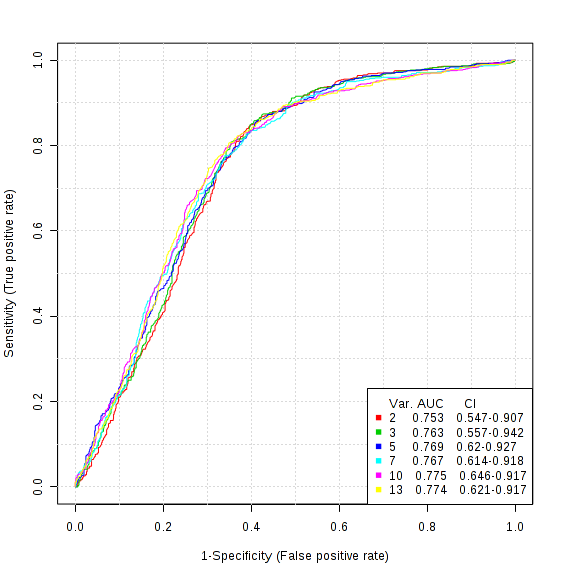 Sensitivity (True positive rate)
1.0
0.8
0.6
0.4
0.2
0.0
Var. AUC CI
2 0.753 0.547-0.907
3 0.763 0.557-0.942
5 0.769 0.62-0.927
7 0.767 0.614-0.918
10 0.775 0.646-0.917
13 0.774 0.621-0.917
0.0 0.2 0.4 0.6 0.8 1.0
1-Specificity (False positive rate)